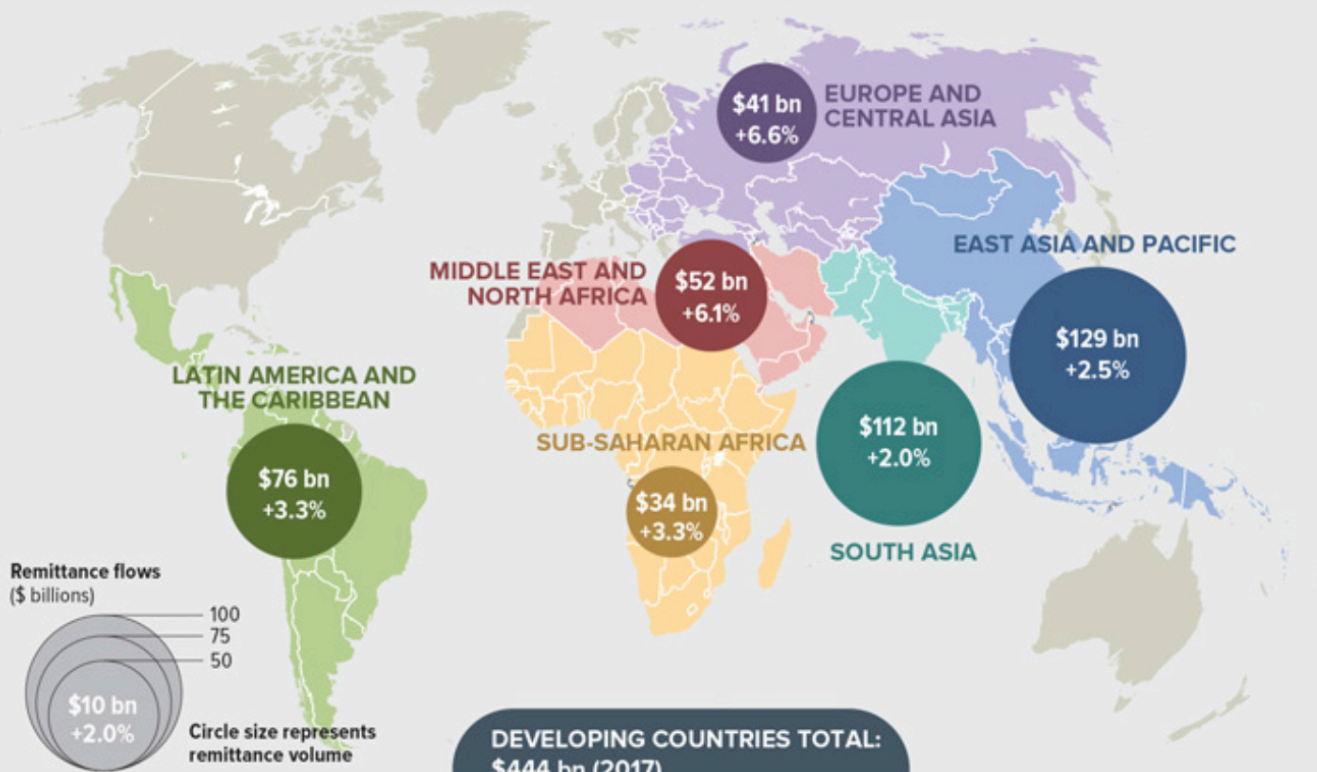 $41 bn
+6.6%
EUROPE AND
CENTRAL ASIA
EAST ASIA AND PACIFIC
$129 bn
+2.5%
MIDDLE EAST AND
NORTH AFRICA
$52 bn
+6.1%
LATIN AMERICA AND
THE CARIBBEAN
$76 bn
+3.3%
SUB-SAHARAN AFRICA
$34 bn
+3.3%
$112 bn
+2.0%
SOUTH ASIA
Remittance flows
($ billions)
100
75
50
$10 bn
+2.0%
Circle size represents
remittance volume
DEVELOPING COUNTRIES TOTAL:
$444 bn (2017)